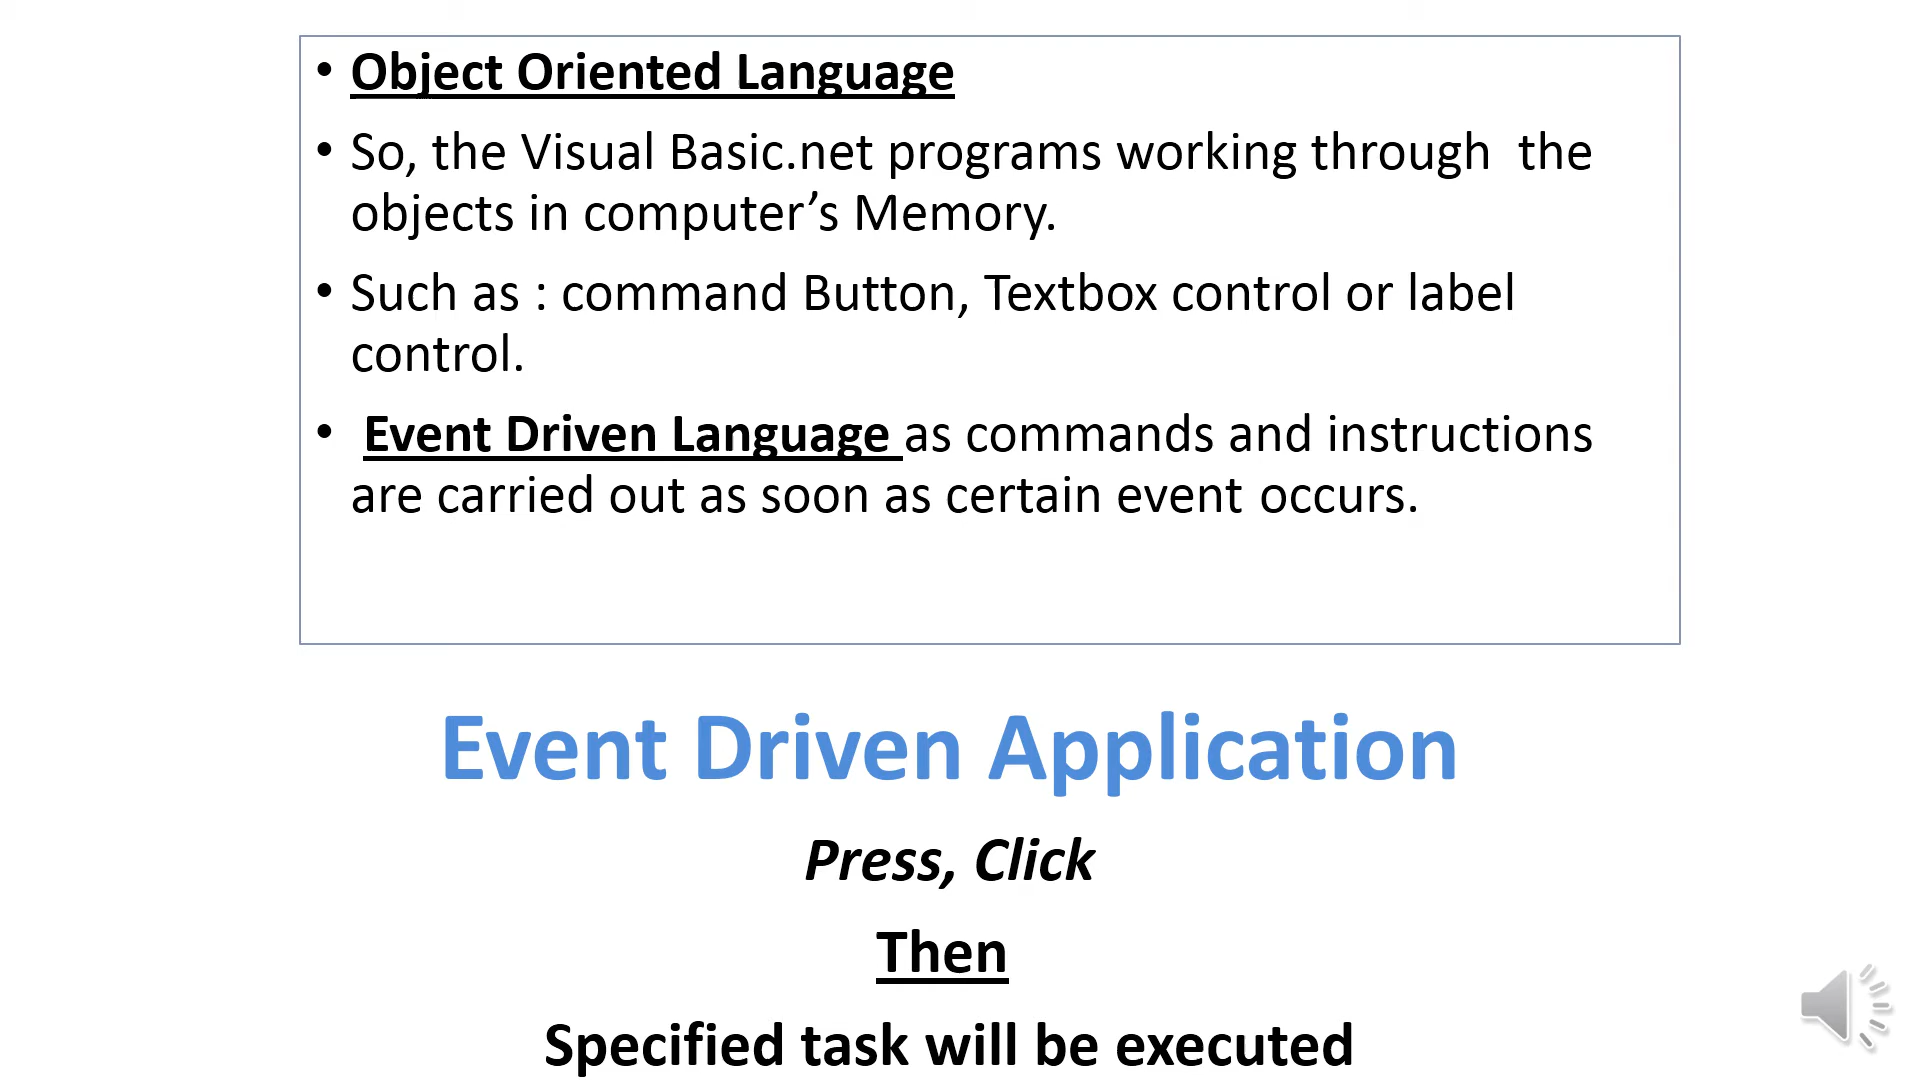 • Object Oriented Language
• So, the Visual Basic.net programs working through  the
objects in computer’s Memory.
• Such as : command Button, Textbox control or label
control.
• Event Driven Language as commands and instructions
are carried out as soon as certain event occurs.
Event Driven Application
Press, Click
Then
Specified task will be executed